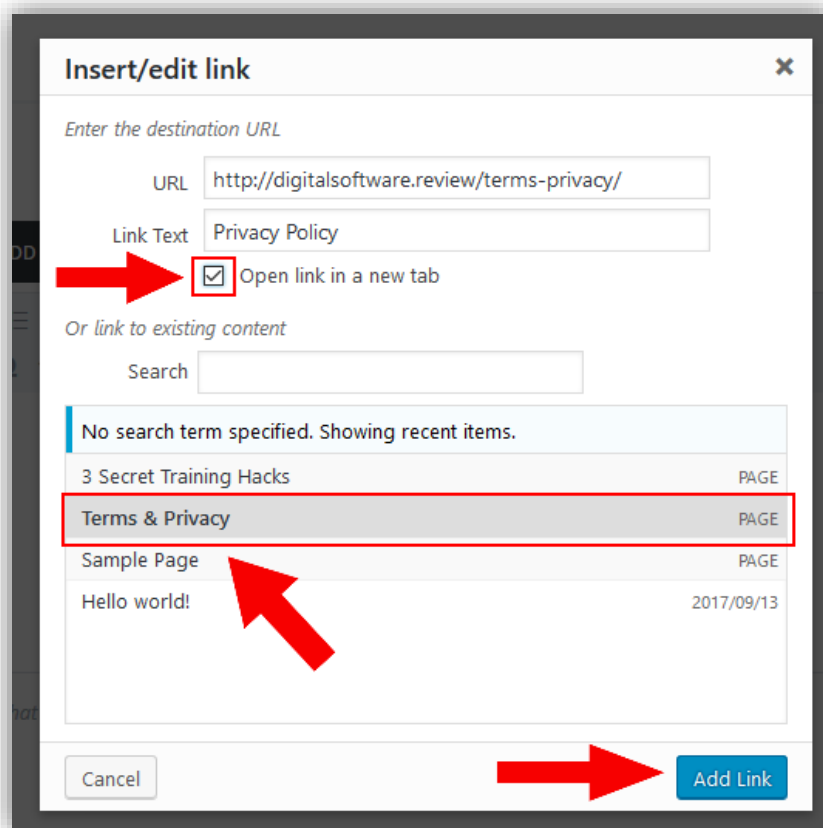 Insert/edit link
Enter the destination URL
URL http://digitalsoftware.review/terms-privacy/
Link Text Privacy Policy
Open link in a new tab
Or link to existing content
Search
No search term specified. Showing recent items.
3 Secret Training Hacks PAGE
Terms & Privacy PAGE
Sample Page PAGE
Hello world! 2017/09/13
Cancel Add Link